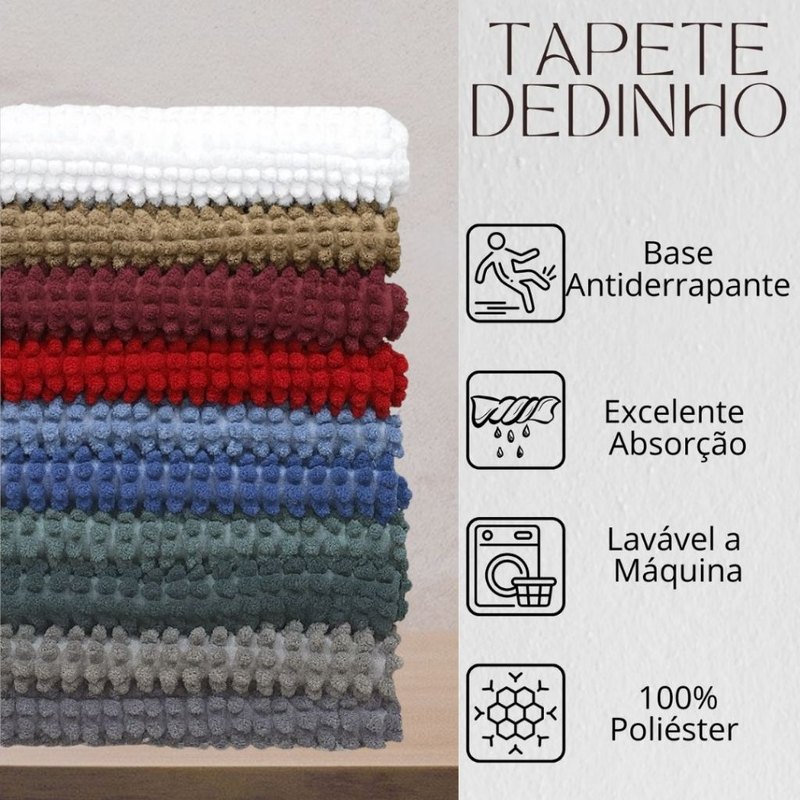 TAPETE
DEDINHO
Base
Antiderrapante
Excelente
Absorção
Lavável a
Máquina
100%
Poliéster